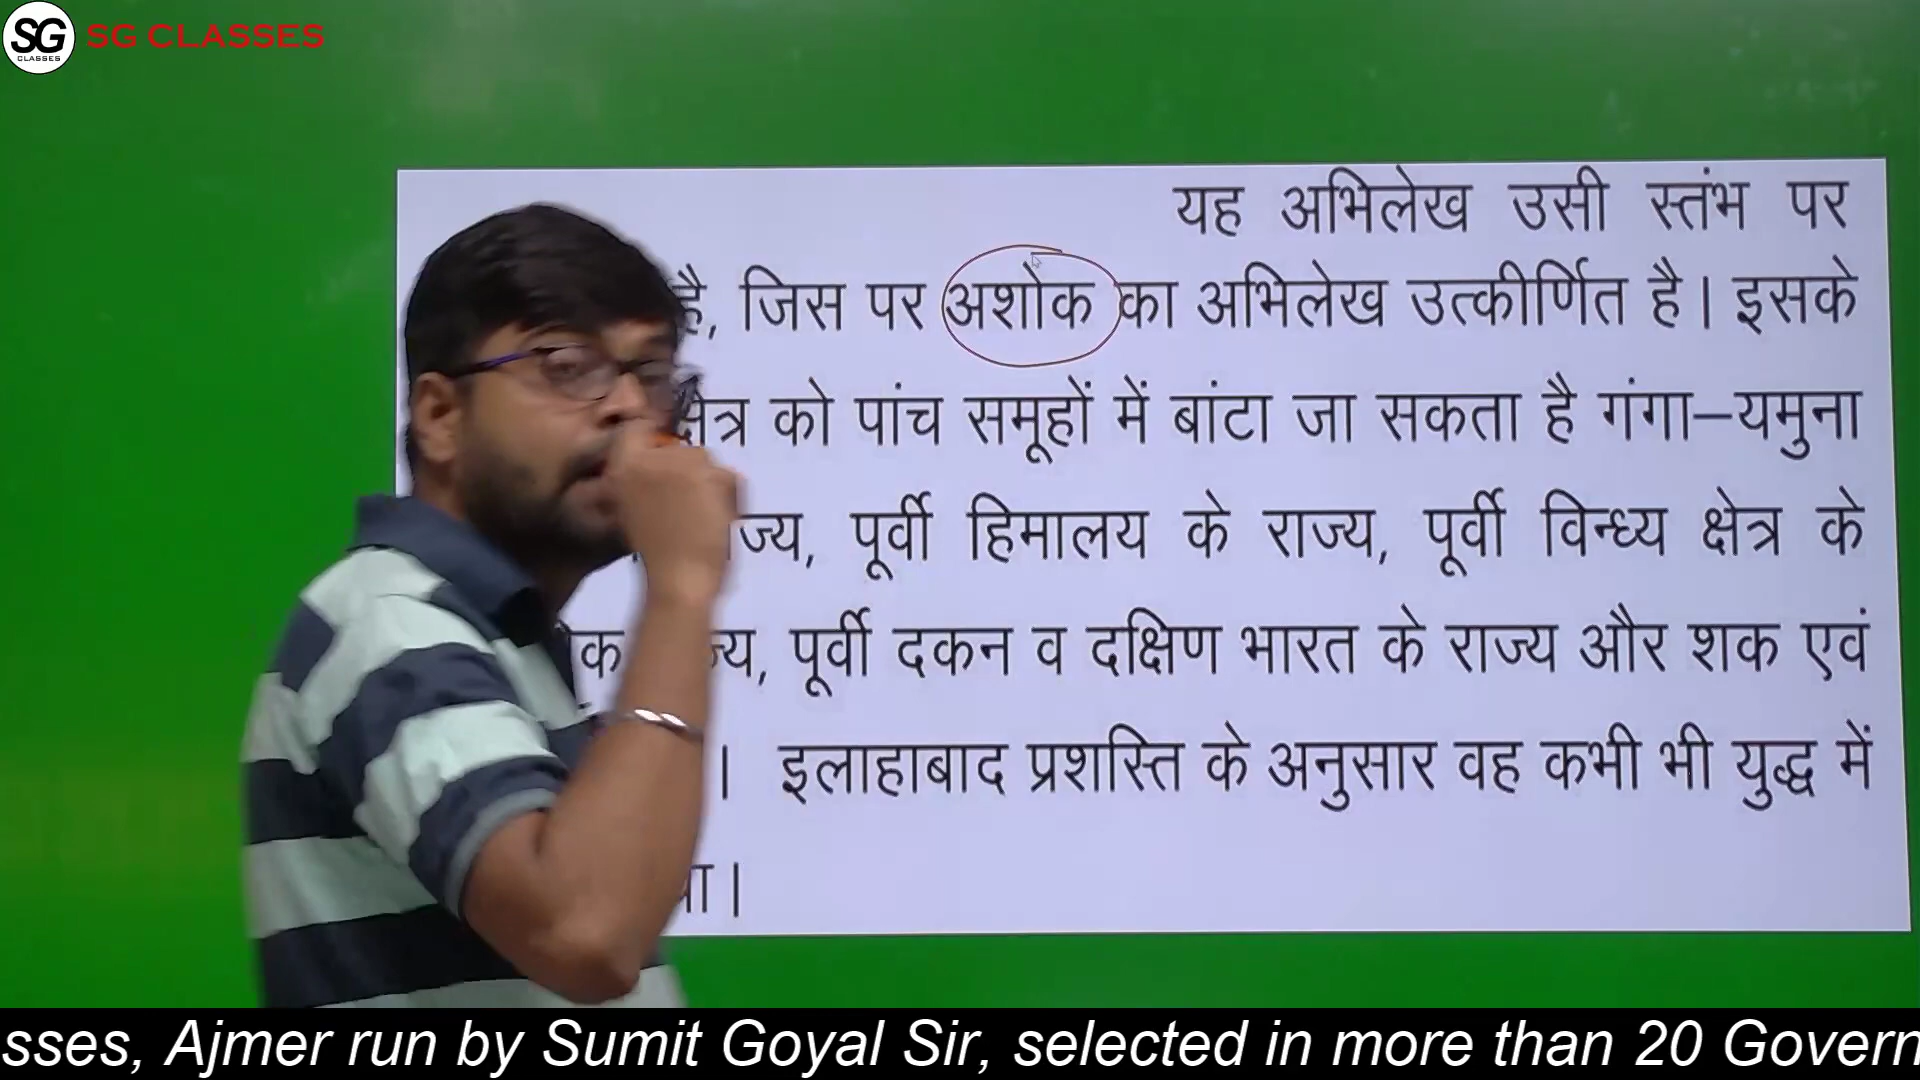 SG
CLASSES
SG CLASSES
यह अभिलेख उसी स्तंभ पर
है, जिस पर अशोक का अभिलेख उत्कीर्णित है। इसके
क्षेत्र को पांच समूहों में बांटा जा सकता है गंगा–यमुना
पूर्वी हिमालय के राज्य, पूर्वी विन्ध्य क्षेत्र के
पूर्वी दकन व दक्षिण भारत के राज्य और शक एवं
। इलाहाबाद प्रशस्ति के अनुसार वह कभी भी युद्ध में
sses, Ajmer run by Sumit Goyal Sir, selected in more than 20 Govern